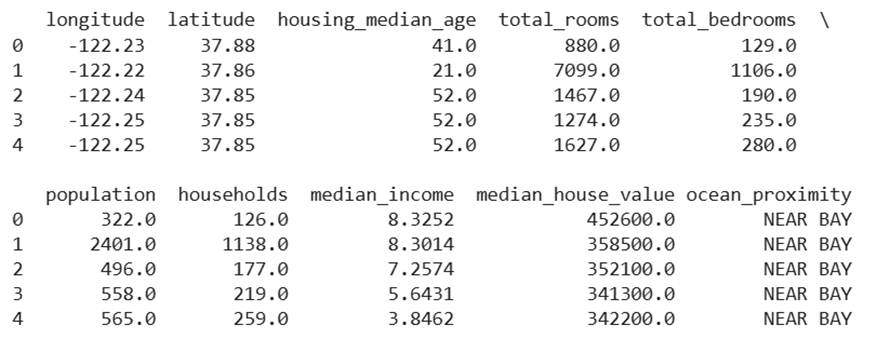 longitude latitude housing_median_age total_rooms total_bedrooms \
0 -122.23 37.88 41.0 880.0 129.0
1 -122.22 37.86 21.0 7099.0 1106.0
2 -122.24 37.85 52.0 1467.0 190.0
3 -122.25 37.85 52.0 1274.0 235.0
4 -122.25 37.85 52.0 1627.0 280.0
population households median_income median_house_value ocean_proximity
0 322.0 126.0 8.3252 452600.0 NEAR BAY
1 2401.0 1138.0 8.3014 358500.0 NEAR BAY
2 496.0 177.0 7.2574 352100.0 NEAR BAY
3 558.0 219.0 5.6431 341300.0 NEAR BAY
4 565.0 259.0 3.8462 342200.0 NEAR BAY